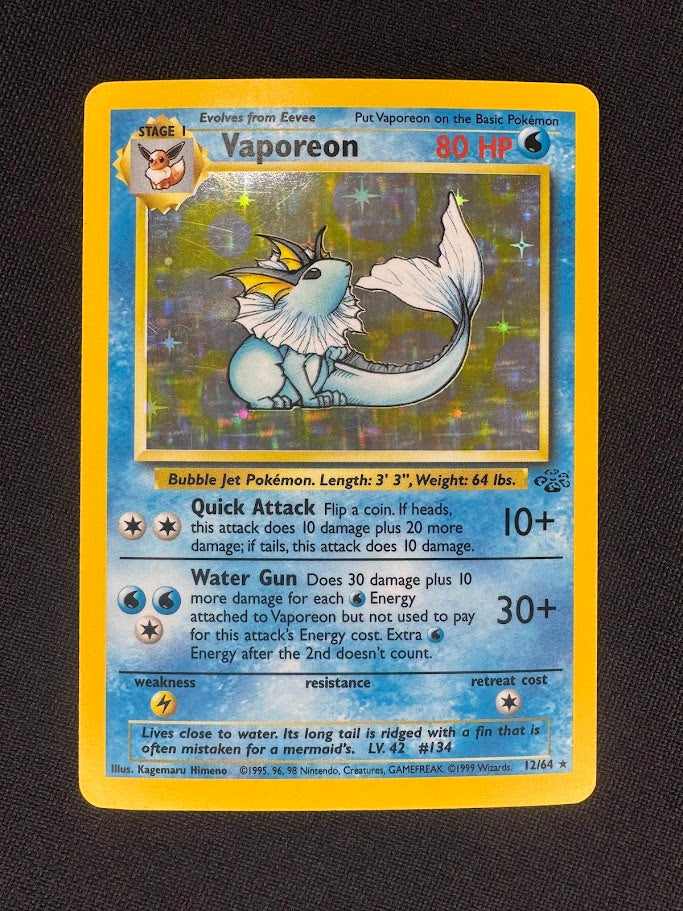 Evolves from Eevee Put Vaporeon on the Basic Pokémon
STAGE 1
Vaporeon 80 HP
Bubble Jet Pokémon. Length: 3' 3", Weight: 64 lbs.
Quick Attack Flip a coin. If heads,
this attack does 10 damage plus 20 more
damage; if tails, this attack does 10 damage.
10+
Water Gun Does 30 damage plus 10
more damage for each Energy
attached to Vaporeon but not used to pay
for this attack's Energy cost. Extra
Energy after the 2nd doesn't count.
30+
weakness resistance retreat cost
Lives close to water. Its long tail is ridged with a fin that is
often mistaken for a mermaid's. LV. 42 #134
Illus. Kagemaru Himeno ©1995, 96, 98 Nintendo, Creatures, GAMEFREAK. ©1999 Wizards. 12/64 ★